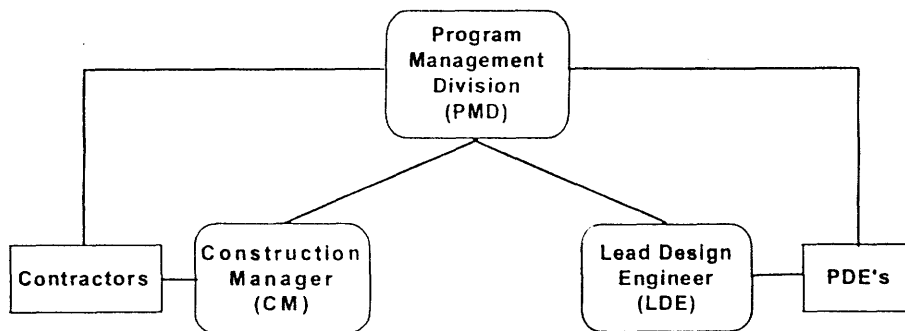 Program
Management
Division
(PMD)
Contractors
Construction
Manager
(CM)
Lead Design
Engineer
(LDE)
PDE's